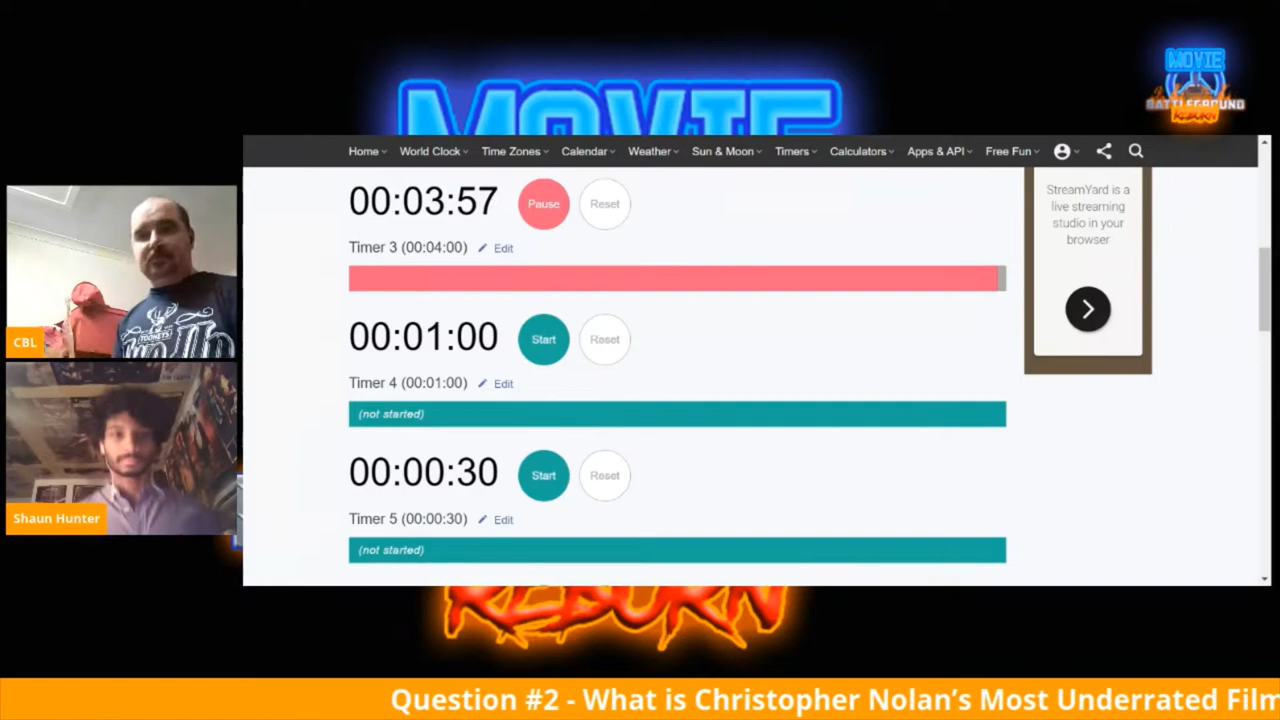 MOVIE
MOVIE
BATTLEGROUND
REBORN
Home
World Clock
Time Zones
Calendar
Weather
Sun & Moon
Timers
Calculators
Apps & API
Free Fun
00:03:57
Pause
Reset
Timer 3 (00:04:00)
Edit
StreamYard is a
live streaming
studio in your
browser
00:01:00
Start
Reset
Timer 4 (00:01:00)
Edit
(not started)
00:00:30
Start
Reset
Timer 5 (00:00:30)
Edit
(not started)
CBL
TOOHEYS
Shaun Hunter
REBORN
Question #2 - What is Christopher Nolan’s Most Underrated Film